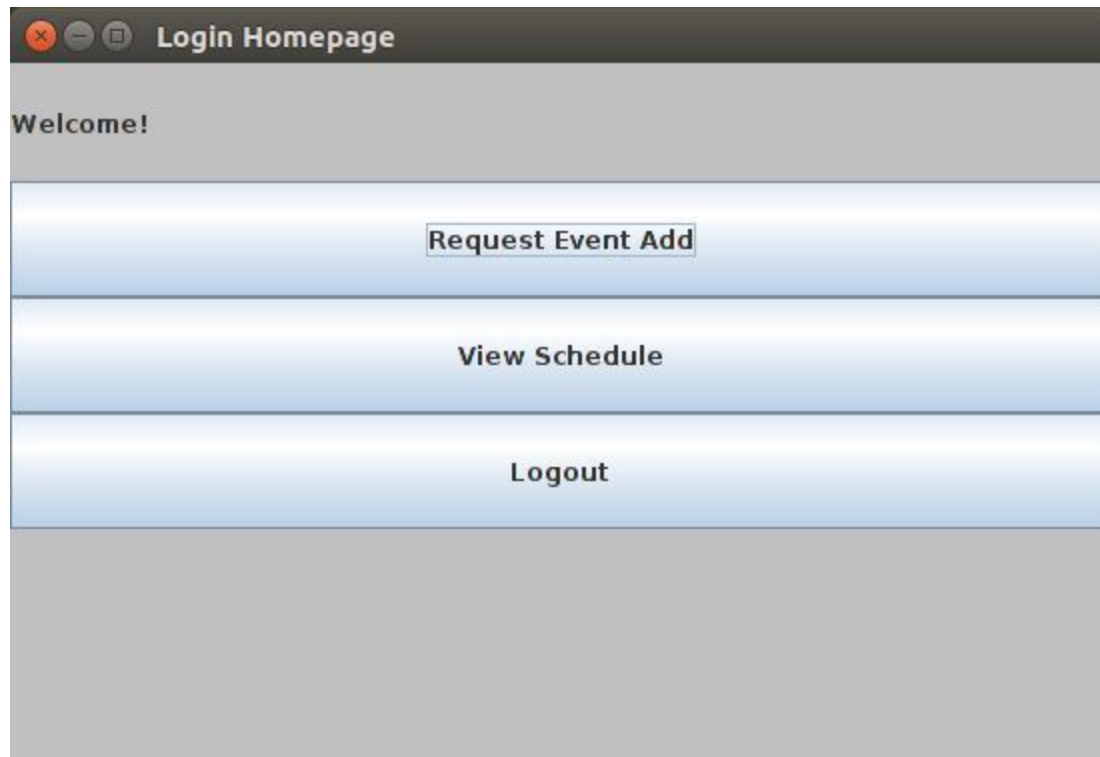 Login Homepage
Welcome!
Request Event Add
View Schedule
Logout